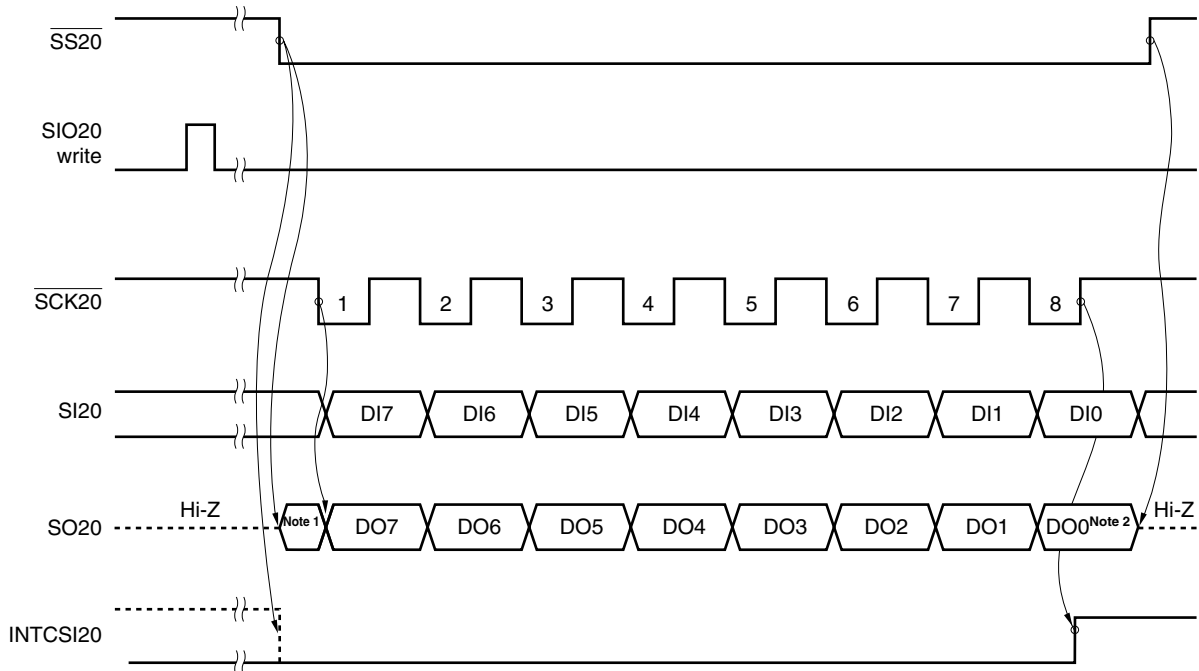 SS20
SIO20
write
SCK20
1 2 3 4 5 6 7 8
SI20
DI7 DI6 DI5 DI4 DI3 DI2 DI1 DI0
SO20
Hi-Z Note 1 DO7 DO6 DO5 DO4 DO3 DO2 DO1 DO0 Note 2 Hi-Z
INTCSI20